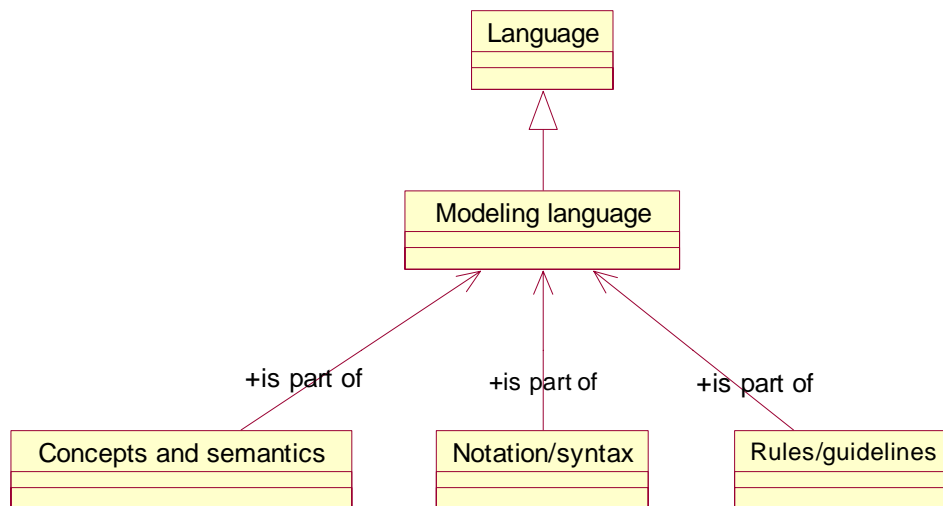 Language
Modeling language
+is part of
+is part of
+is part of
Concepts and semantics
Notation/syntax
Rules/guidelines